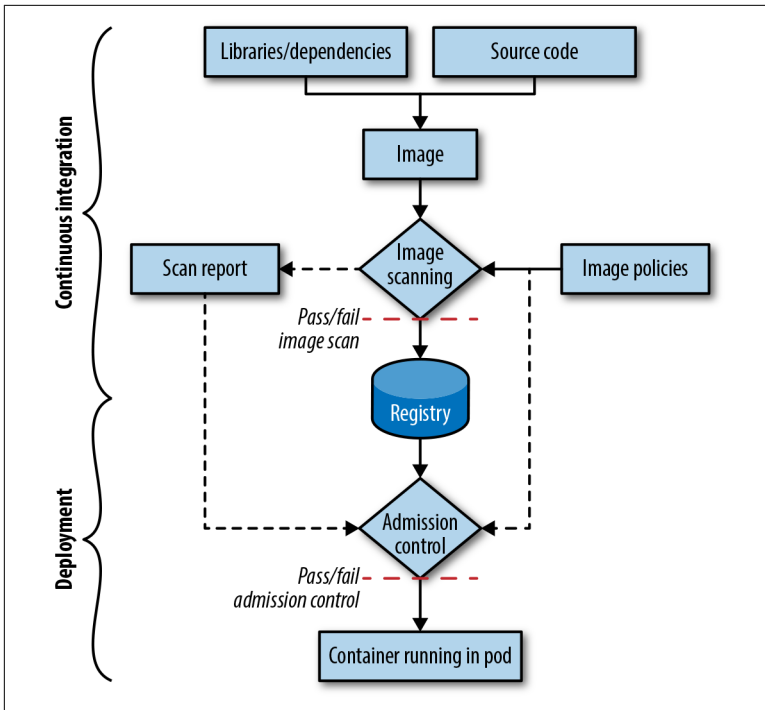 Libraries/dependencies
Source code
Continuous integration
Image
Image
scanning
Scan report
Image policies
Pass/fail
image scan
Registry
Deployment
Admission
control
Pass/fail
admission control
Container running in pod